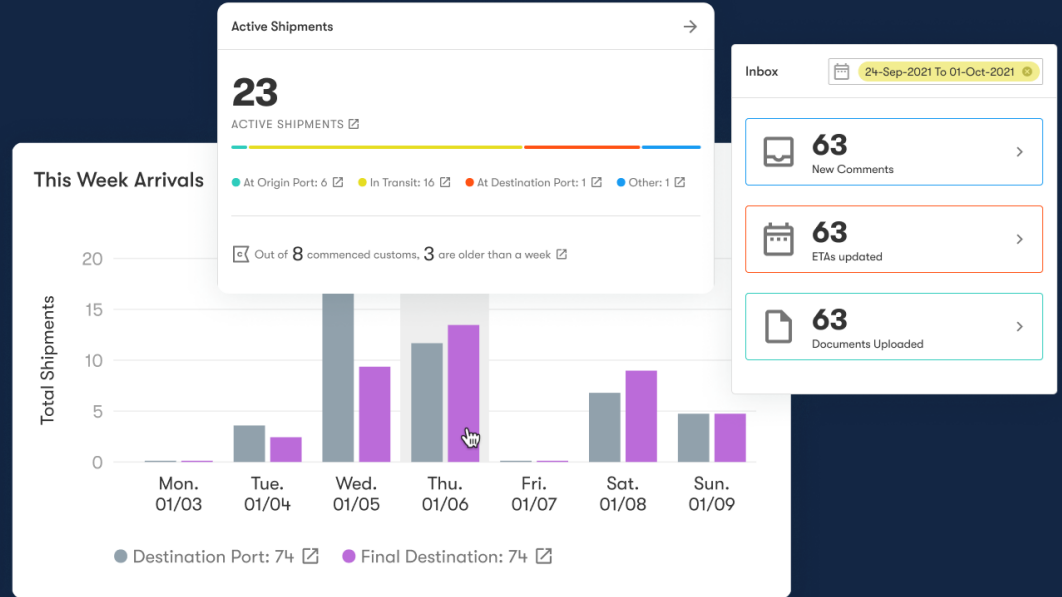 Active Shipments
23
ACTIVE SHIPMENTS
At Origin Port: 6 In Transit: 16 At Destination Port: 1 Other: 1
c Out of 8 commenced customs, 3 are older than a week
Inbox 24-Sep-2021 To 01-Oct-2021
63
New Comments
63
ETAs updated
63
Documents Uploaded
This Week Arrivals
Total Shipments
20
15
10
5
0
Mon. Tue. Wed. Thu. Fri. Sat. Sun.
01/03 01/04 01/05 01/06 01/07 01/08 01/09
Destination Port: 74 Final Destination: 74